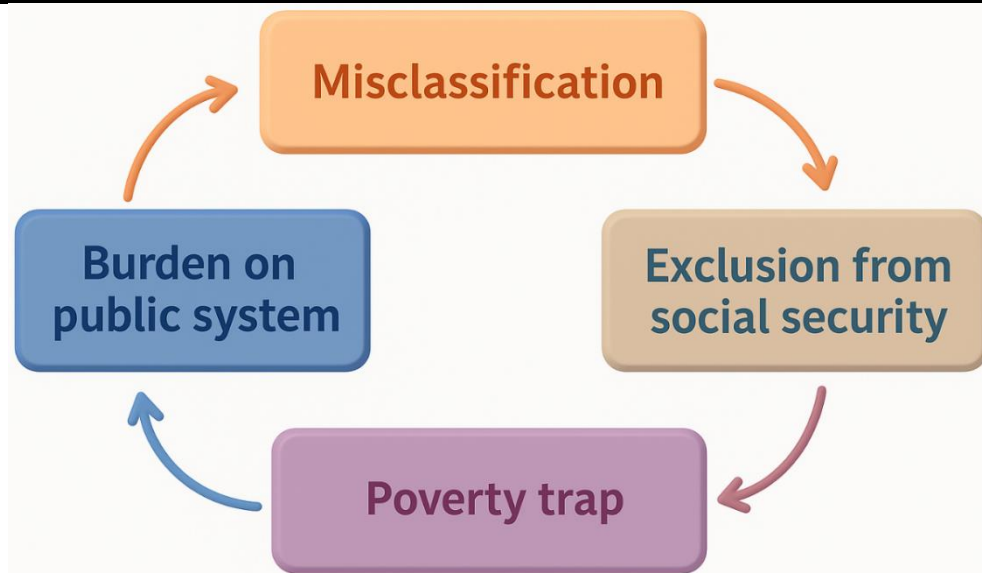 Misclassification
Exclusion from
social security
Poverty trap
Burden on
public system